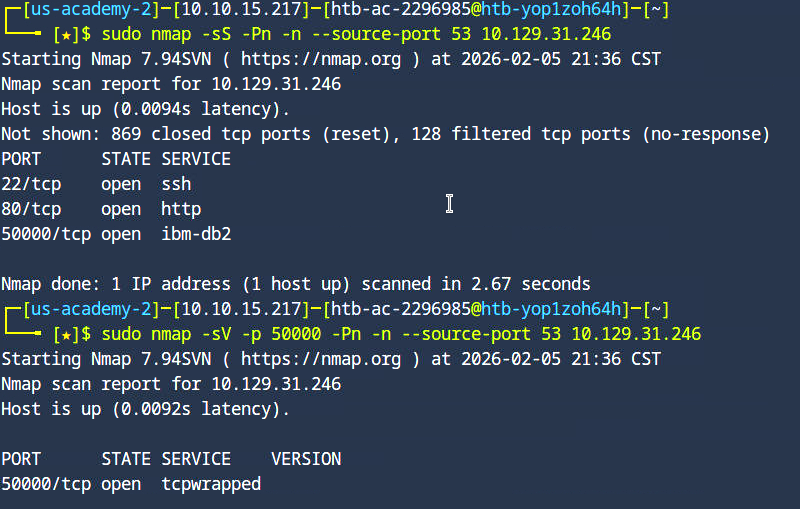 ┌─[us-academy-2]─[10.10.15.217]─[htb-ac-2296985@htb-yop1zoh64h]─[~]
└──╼ [★]$ sudo nmap -sS -Pn -n --source-port 53 10.129.31.246
Starting Nmap 7.94SVN ( https://nmap.org ) at 2026-02-05 21:36 CST
Nmap scan report for 10.129.31.246
Host is up (0.0094s latency).
Not shown: 869 closed tcp ports (reset), 128 filtered tcp ports (no-response)
PORT      STATE SERVICE
22/tcp    open  ssh
80/tcp    open  http
50000/tcp open  ibm-db2

Nmap done: 1 IP address (1 host up) scanned in 2.67 seconds
┌─[us-academy-2]─[10.10.15.217]─[htb-ac-2296985@htb-yop1zoh64h]─[~]
└──╼ [★]$ sudo nmap -sV -p 50000 -Pn -n --source-port 53 10.129.31.246
Starting Nmap 7.94SVN ( https://nmap.org ) at 2026-02-05 21:36 CST
Nmap scan report for 10.129.31.246
Host is up (0.0092s latency).

PORT      STATE SERVICE    VERSION
50000/tcp open  tcpwrapped